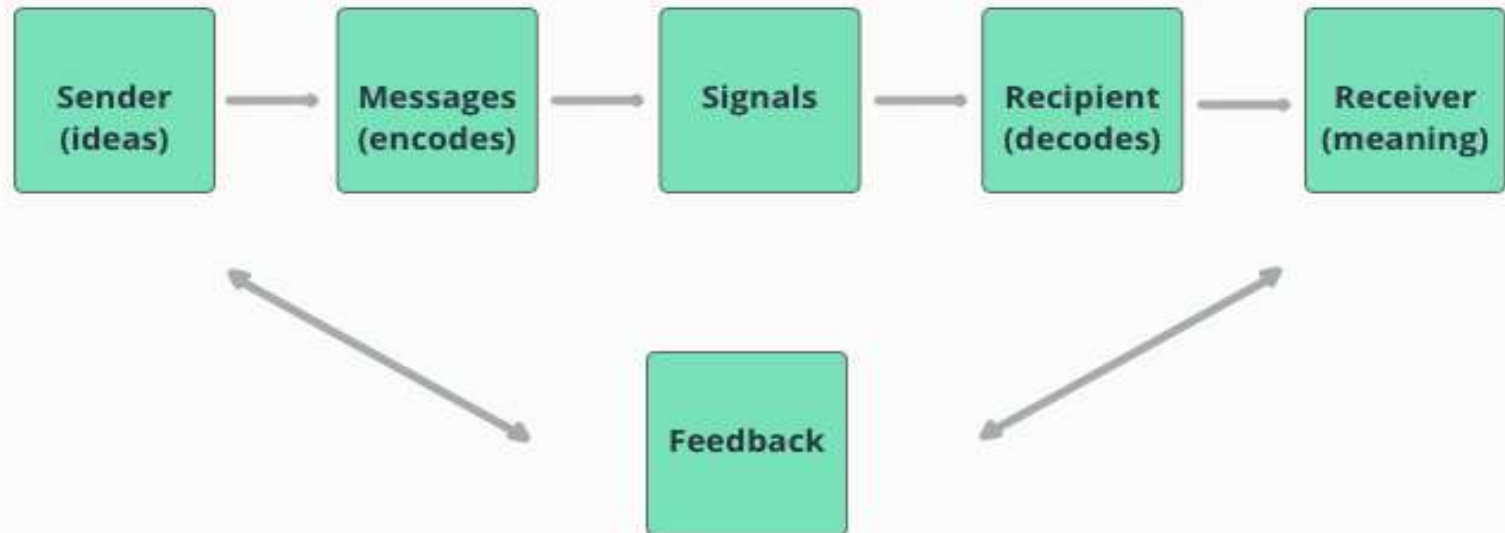 Sender
(ideas)
Messages
(encodes)
Signals
Recipient
(decodes)
Receiver
(meaning)
Feedback